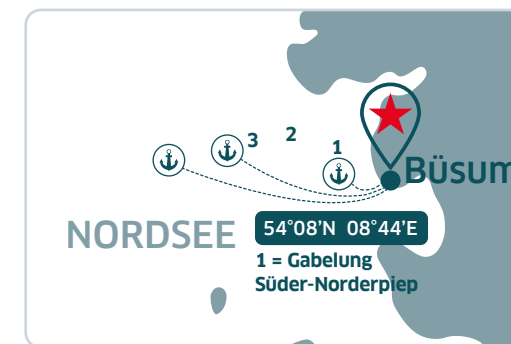 3 2 1
Büsum
NORDSEE
54°08'N 08°44'E
1 = Gabelung
Süder-Norderpiep